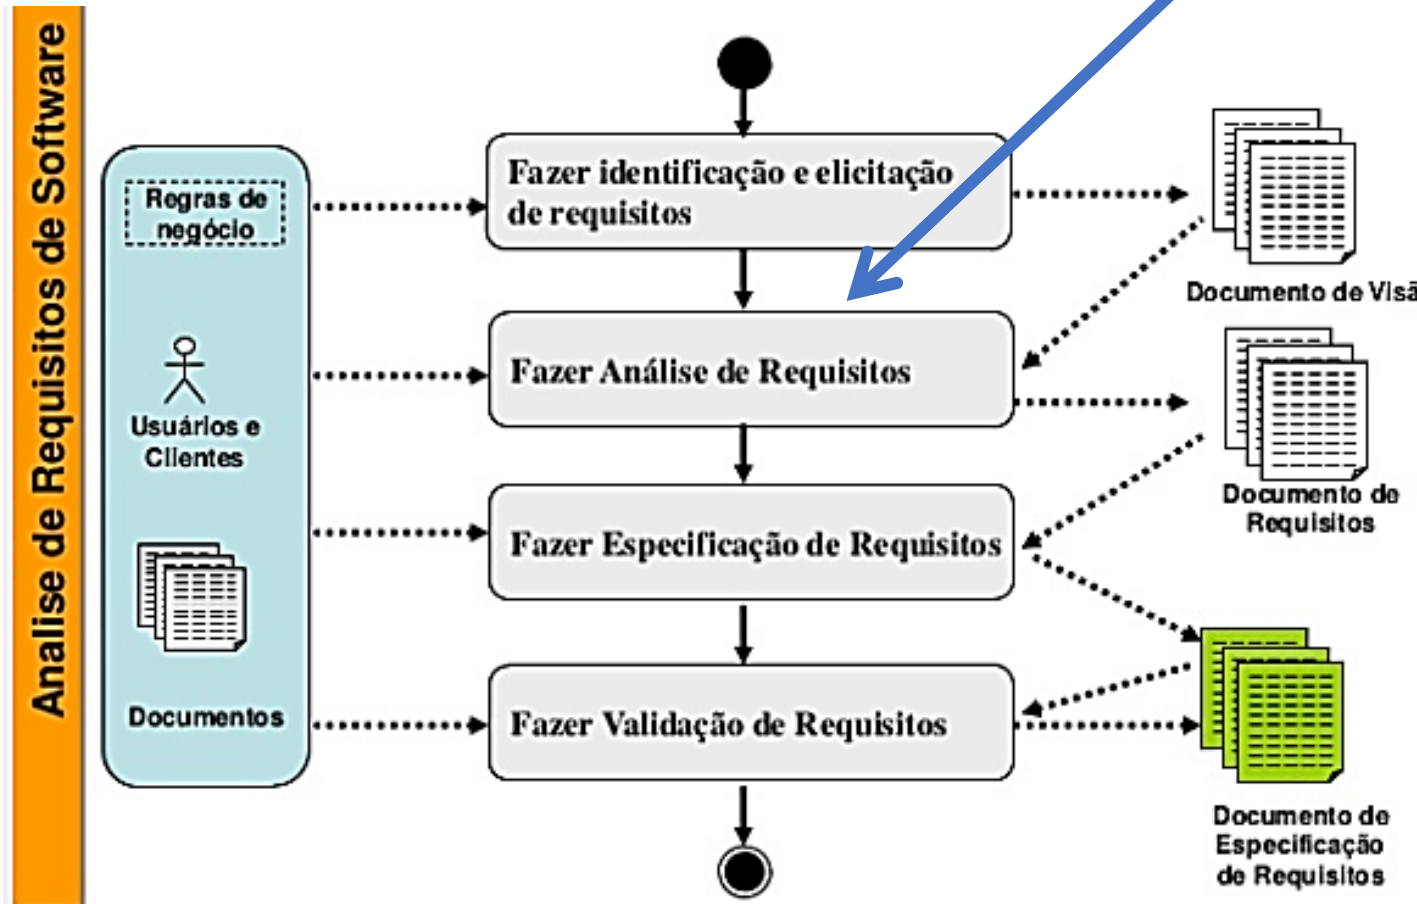 Analise de Requisitos de Software
Regras de
negócio
Usuários e
Clientes
Documentos
Fazer identificação e elicitação
de requisitos
Fazer Análise de Requisitos
Fazer Especificação de Requisitos
Fazer Validação de Requisitos
Documento de Visã
Documento de
Requisitos
Documento de
Especificação
de Requisitos